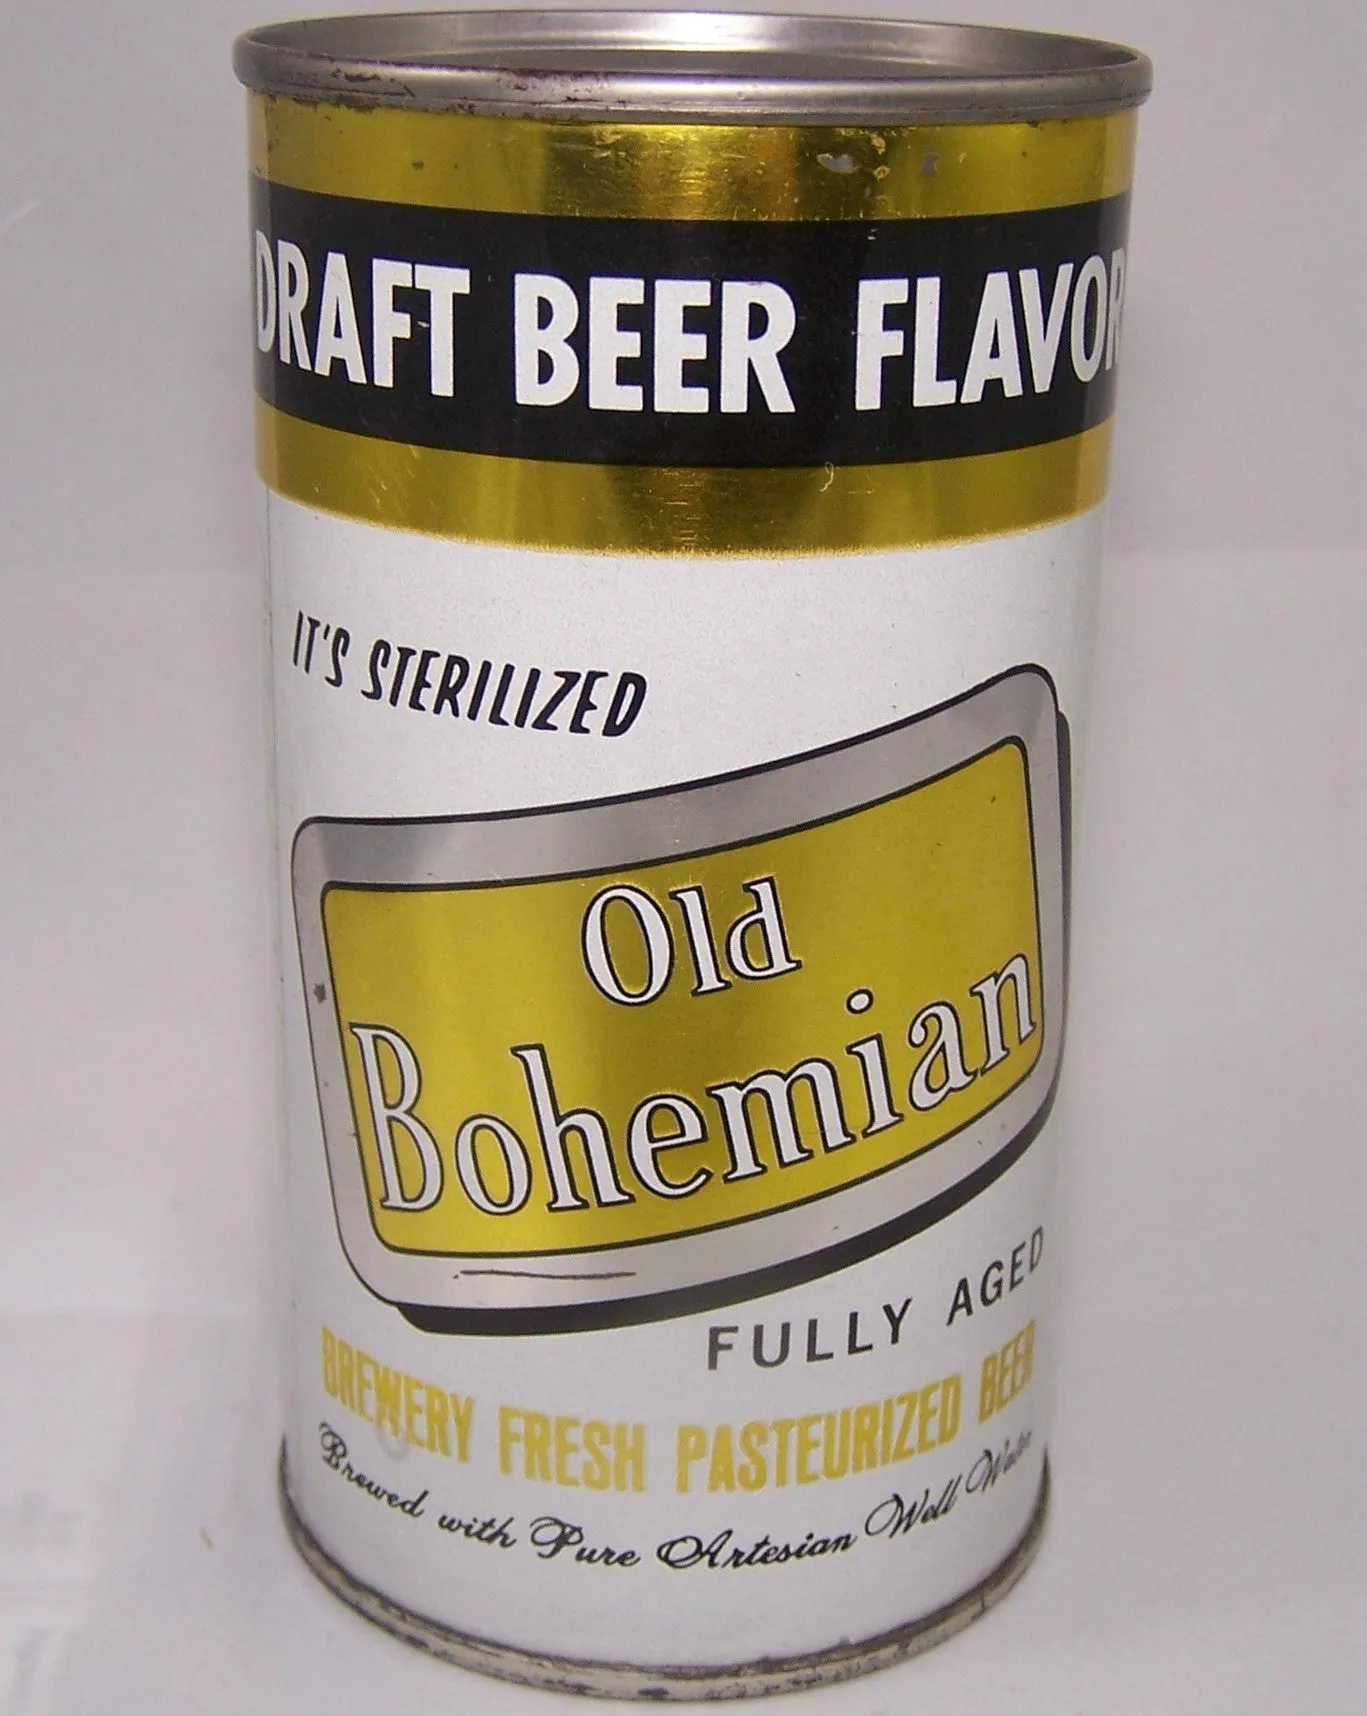 DRAFT BEER FLAVOR
IT'S STERILIZED
Old
Bohemian
FULLY AGED
BREWERY FRESH PASTEURIZED BEER
Brewed with Pure Artesian Well Water